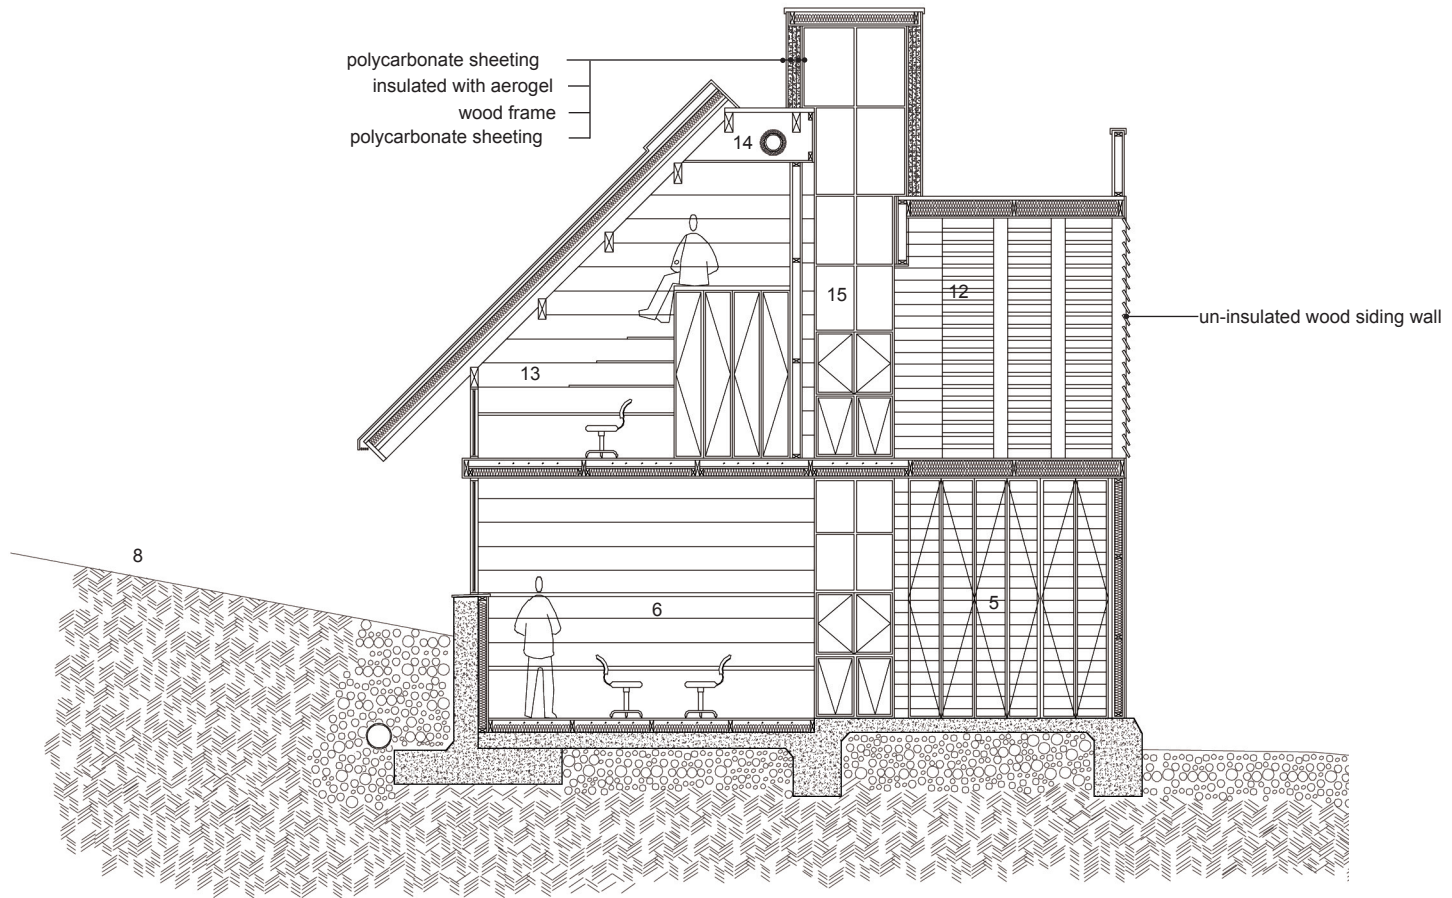 polycarbonate sheeting
insulated with aerogel
wood frame
polycarbonate sheeting
14
15
12
un-insulated wood siding wall
13
8
6
5